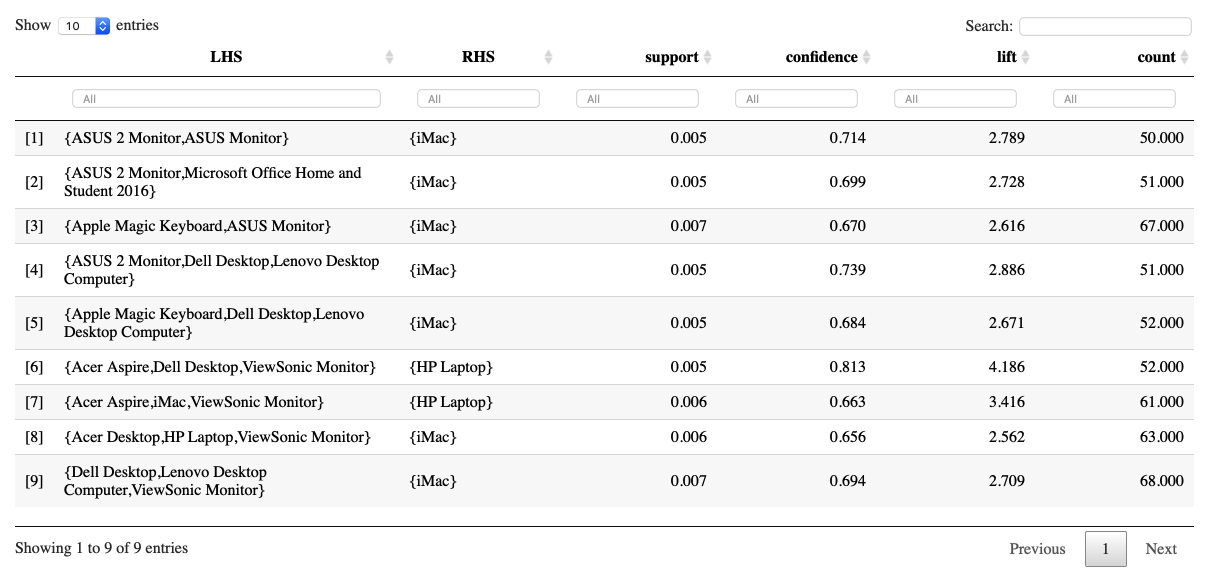 Show 10 entries Search:
LHS RHS support confidence lift count
All All All All All All
[1] {ASUS 2 Monitor,ASUS Monitor} {iMac} 0.005 0.714 2.789 50.000
[2] {ASUS 2 Monitor,Microsoft Office Home and
Student 2016} {iMac} 0.005 0.699 2.728 51.000
[3] {Apple Magic Keyboard,ASUS Monitor} {iMac} 0.007 0.670 2.616 67.000
[4] {ASUS 2 Monitor,Dell Desktop,Lenovo Desktop
Computer} {iMac} 0.005 0.739 2.886 51.000
[5] {Apple Magic Keyboard,Dell Desktop,Lenovo
Desktop Computer} {iMac} 0.005 0.684 2.671 52.000
[6] {Acer Aspire,Dell Desktop,ViewSonic Monitor} {HP Laptop} 0.005 0.813 4.186 52.000
[7] {Acer Aspire,iMac,ViewSonic Monitor} {HP Laptop} 0.006 0.663 3.416 61.000
[8] {Acer Desktop,HP Laptop,ViewSonic Monitor} {iMac} 0.006 0.656 2.562 63.000
[9] {Dell Desktop,Lenovo Desktop
Computer,ViewSonic Monitor} {iMac} 0.007 0.694 2.709 68.000
Showing 1 to 9 of 9 entries Previous 1 Next